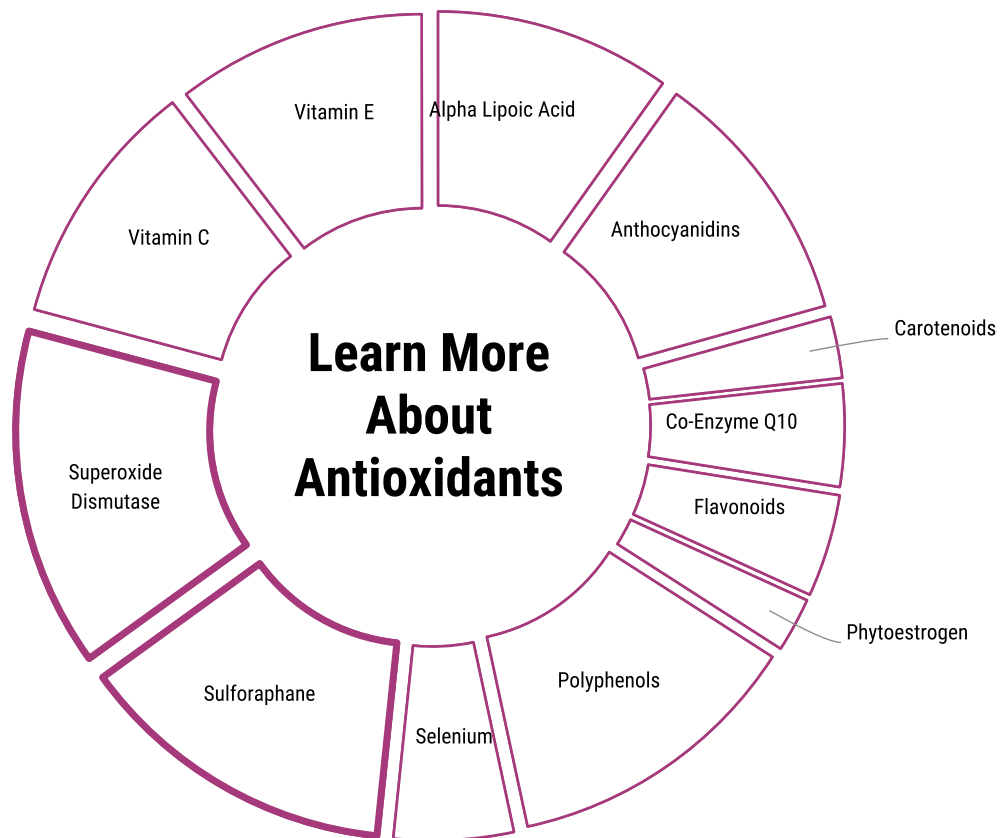 Vitamin E
Alpha Lipoic Acid
Vitamin C
Anthocyanidins
Carotenoids
Learn More
About
Antioxidants
Co-Enzyme Q10
Superoxide
Dismutase
Flavonoids
Phytoestrogen
Polyphenols
Sulforaphane
Selenium